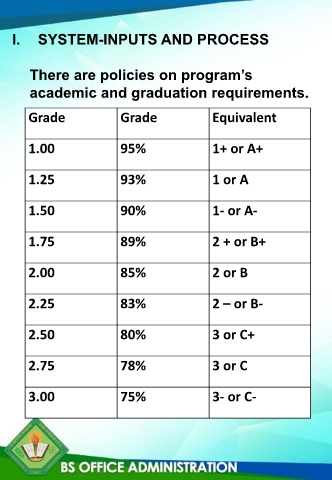 I. SYSTEM-INPUTS AND PROCESS
There are policies on program's
academic and graduation requirements.
Grade Grade Equivalent
1.00 95% 1+ or A+
1.25 93% 1 or A
1.50 90% 1- or A-
1.75 89% 2 + or B+
2.00 85% 2 or B
2.25 83% 2 – or B-
2.50 80% 3 or C+
2.75 78% 3 or C
3.00 75% 3- or C-
BS OFFICE ADMINISTRATION